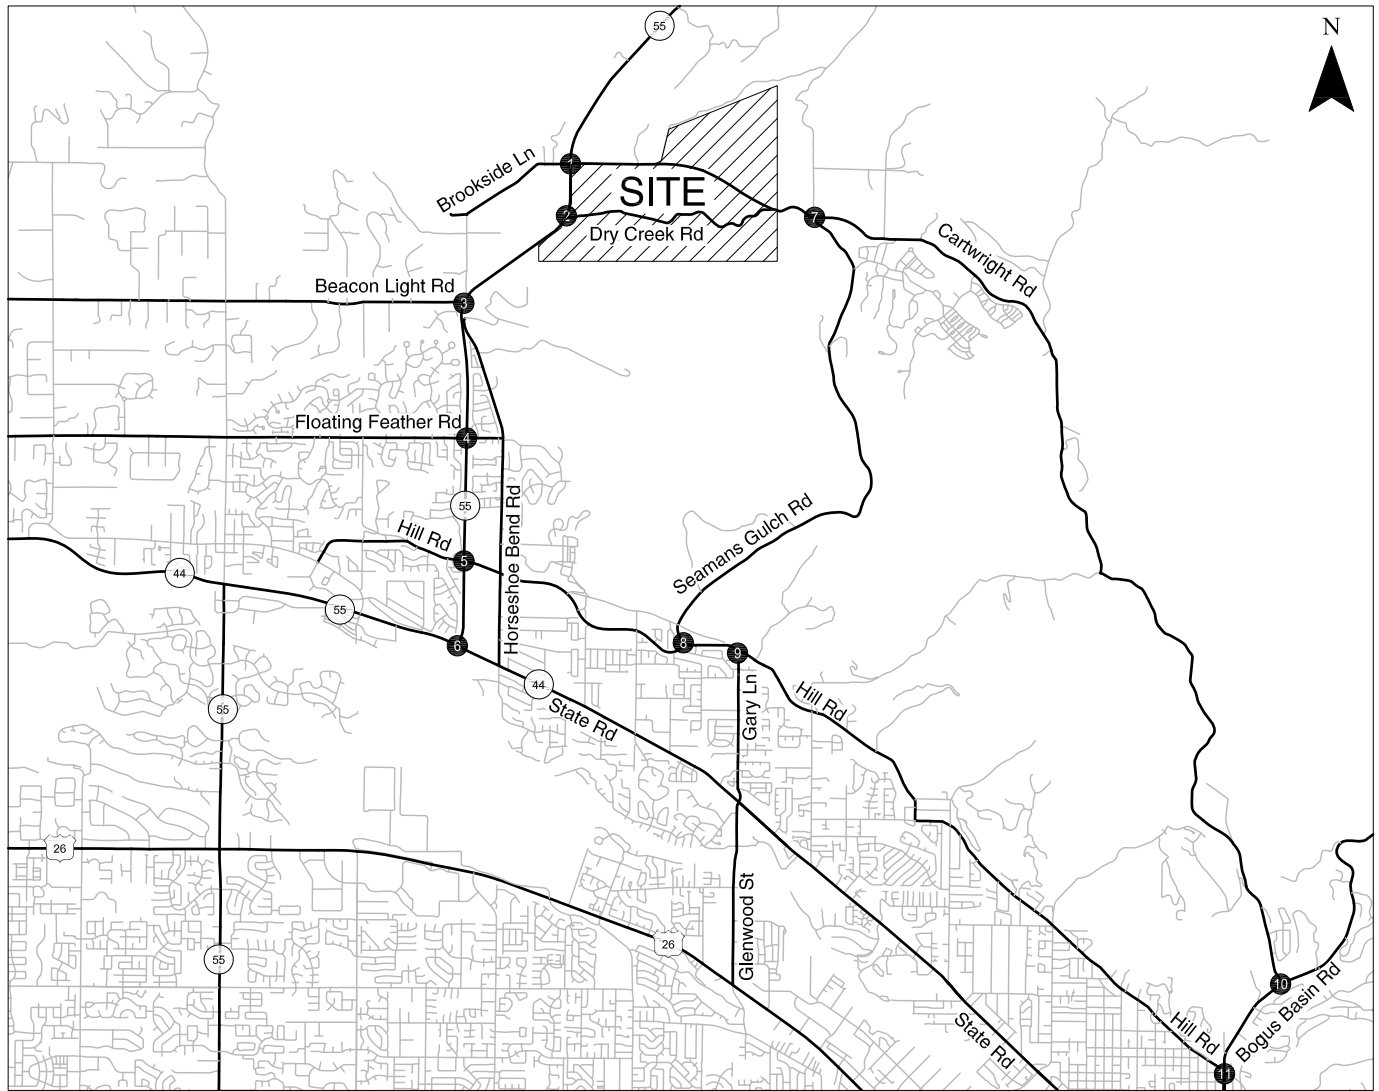 55
N
1
Brookside Ln
SITE
2
7
Dry Creek Rd
Cartwright Rd
Beacon Light Rd
3
Floating Feather Rd
4
55
Horseshoe Bend Rd
Hill Rd
Seamans Gulch Rd
5
44
55
8
6
9
44
Gary Ln
Hill Rd
55
State Rd
26
Glenwood St
26
55
10
Bogus Basin Rd
State Rd
Hill Rd
11